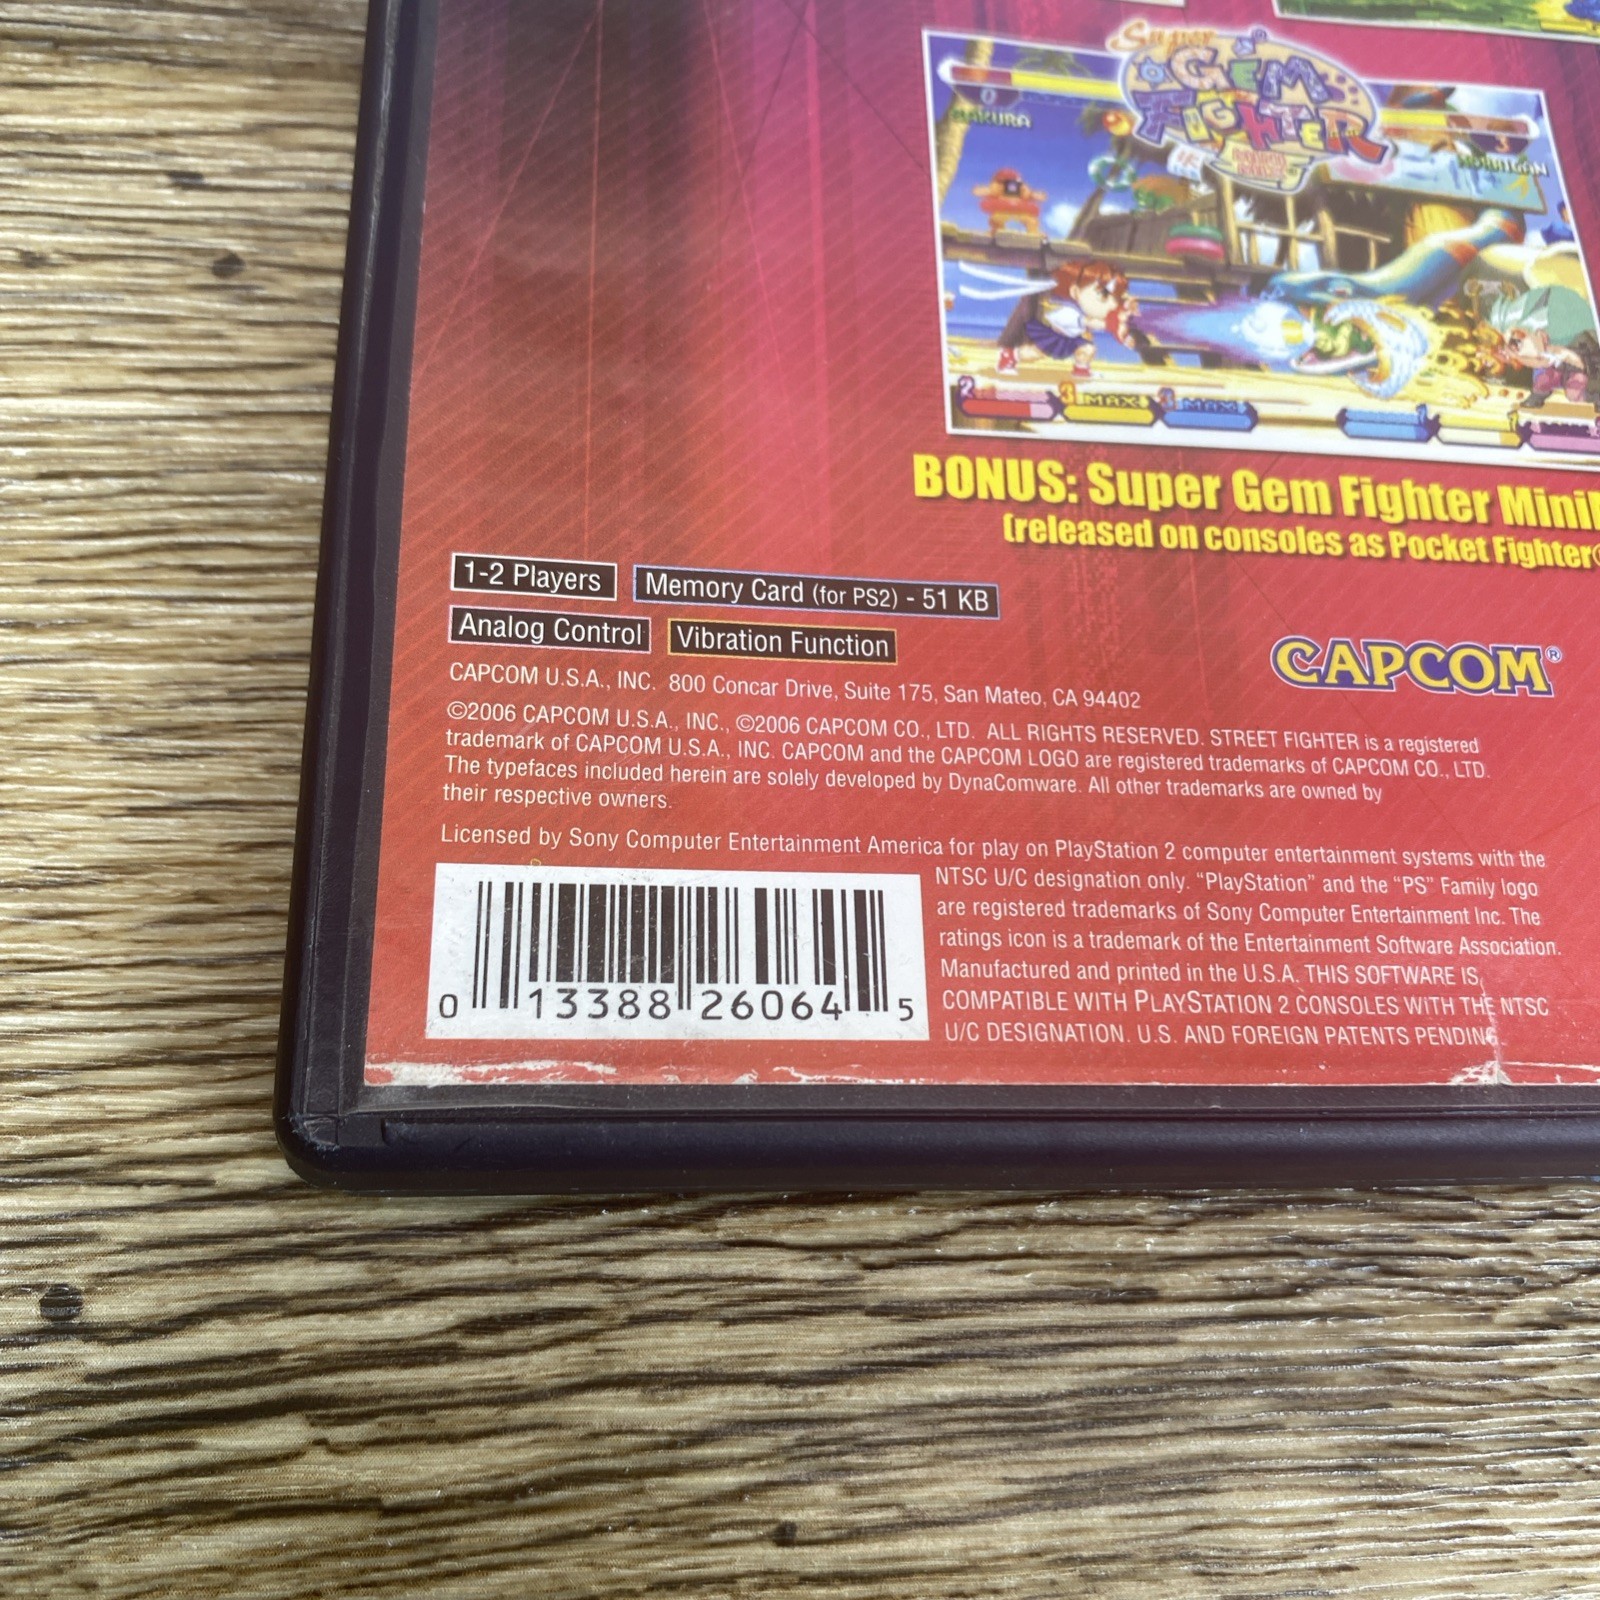 Super
GEM
FIGHTER
SAKURA
BONUS: Super Gem Fighter Mini
(released on consoles as Pocket Fighter®
1-2 Players
Memory Card (for PS2) - 51 KB
Analog Control
Vibration Function
CAPCOM®
CAPCOM U.S.A., INC. 800 Concar Drive, Suite 175, San Mateo, CA 94402
©2006 CAPCOM U.S.A., INC., ©2006 CAPCOM CO., LTD. ALL RIGHTS RESERVED. STREET FIGHTER is a registered
trademark of CAPCOM U.S.A., INC. CAPCOM and the CAPCOM LOGO are registered trademarks of CAPCOM CO., LTD.
The typefaces included herein are solely developed by DynaComware. All other trademarks are owned by
their respective owners.
Licensed by Sony Computer Entertainment America for play on PlayStation 2 computer entertainment systems with the
NTSC U/C designation only. “PlayStation” and the “PS” Family logo
are registered trademarks of Sony Computer Entertainment Inc. The
ratings icon is a trademark of the Entertainment Software Association.
Manufactured and printed in the U.S.A. THIS SOFTWARE IS
COMPATIBLE WITH PLAYSTATION 2 CONSOLES WITH THE NTSC
U/C DESIGNATION. U.S. AND FOREIGN PATENTS PENDING.
0 13388 26064 5